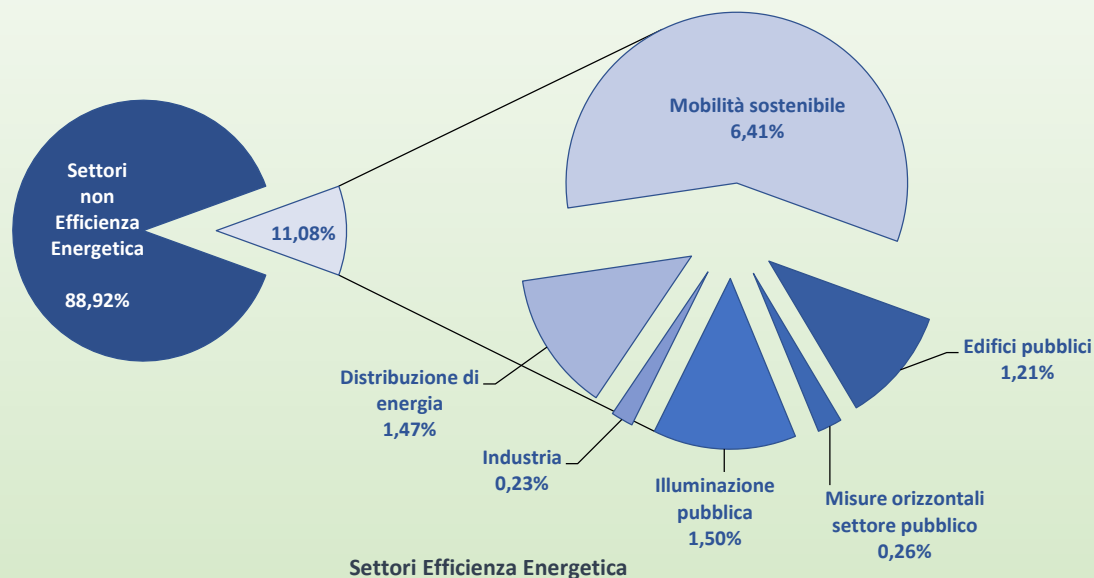 Settori
non
Efficienza
Energetica
88,92%
11,08%
Mobilità sostenibile
6,41%
Edifici pubblici
1,21%
Misure orizzontali
settore pubblico
0,26%
Illuminazione
pubblica
1,50%
Industria
0,23%
Distribuzione di
energia
1,47%
Settori Efficienza Energetica